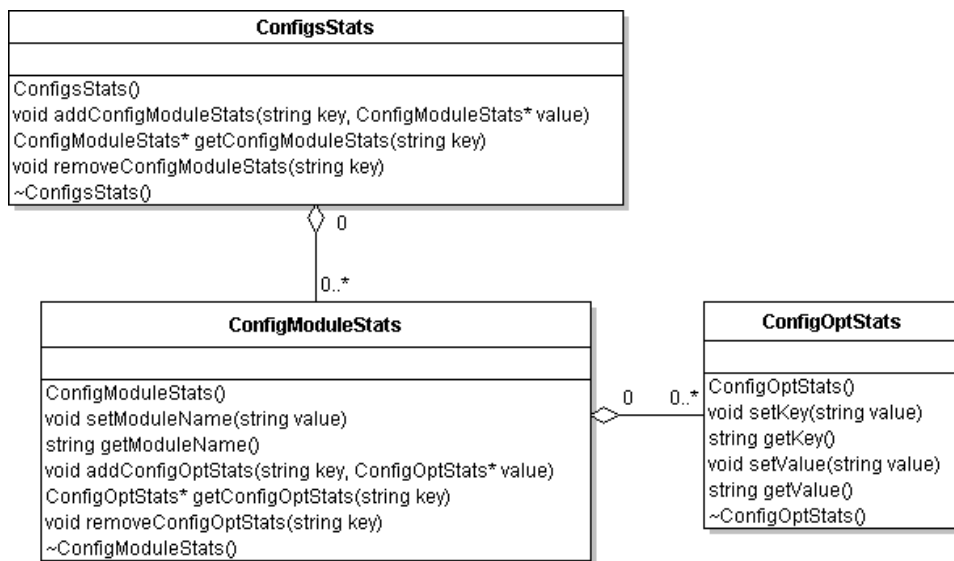 ConfigsStats
ConfigsStats()
void addConfigModuleStats(string key, ConfigModuleStats* value)
ConfigModuleStats* getConfigModuleStats(string key)
void removeConfigModuleStats(string key)
~ConfigsStats()
0
0..*
ConfigModuleStats
ConfigModuleStats()
void setModuleName(string value)
string getModuleName()
void addConfigOptStats(string key, ConfigOptStats* value)
ConfigOptStats* getConfigOptStats(string key)
void removeConfigOptStats(string key)
~ConfigModuleStats()
0
0..*
ConfigOptStats
ConfigOptStats()
void setKey(string value)
string getKey()
void setValue(string value)
string getValue()
~ConfigOptStats()